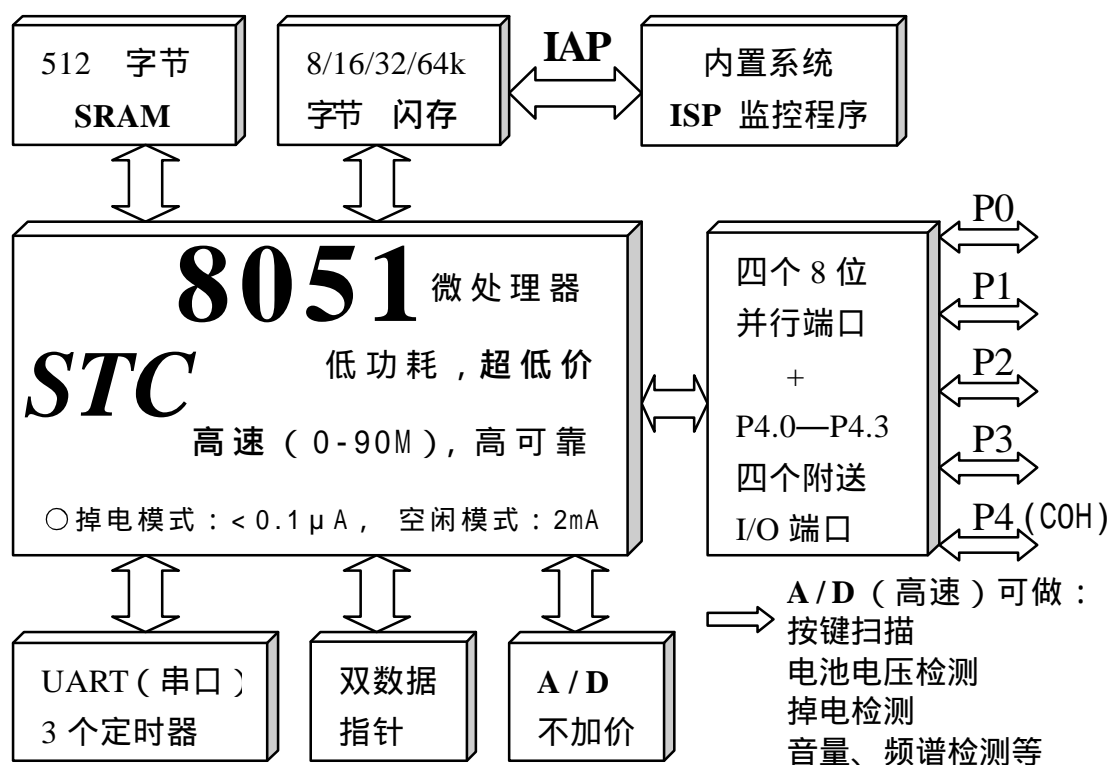 512 字节
SRAM
8/16/32/64k
字节 闪存
IAP
内置系统
ISP 监控程序
8051 微处理器
STC
低功耗，超低价
高速（0-90M），高可靠
○掉电模式：<0.1μA， 空闲模式：2mA
四个 8 位
并行端口
+
P4.0—P4.3
四个附送
I/O 端口
P0
P1
P2
P3
P4(C0H)
UART（串口）
3 个定时器
双数据
指针
A/D
不加价
A/D（高速）可做：
按键扫描
电池电压检测
掉电检测
音量、频谱检测等